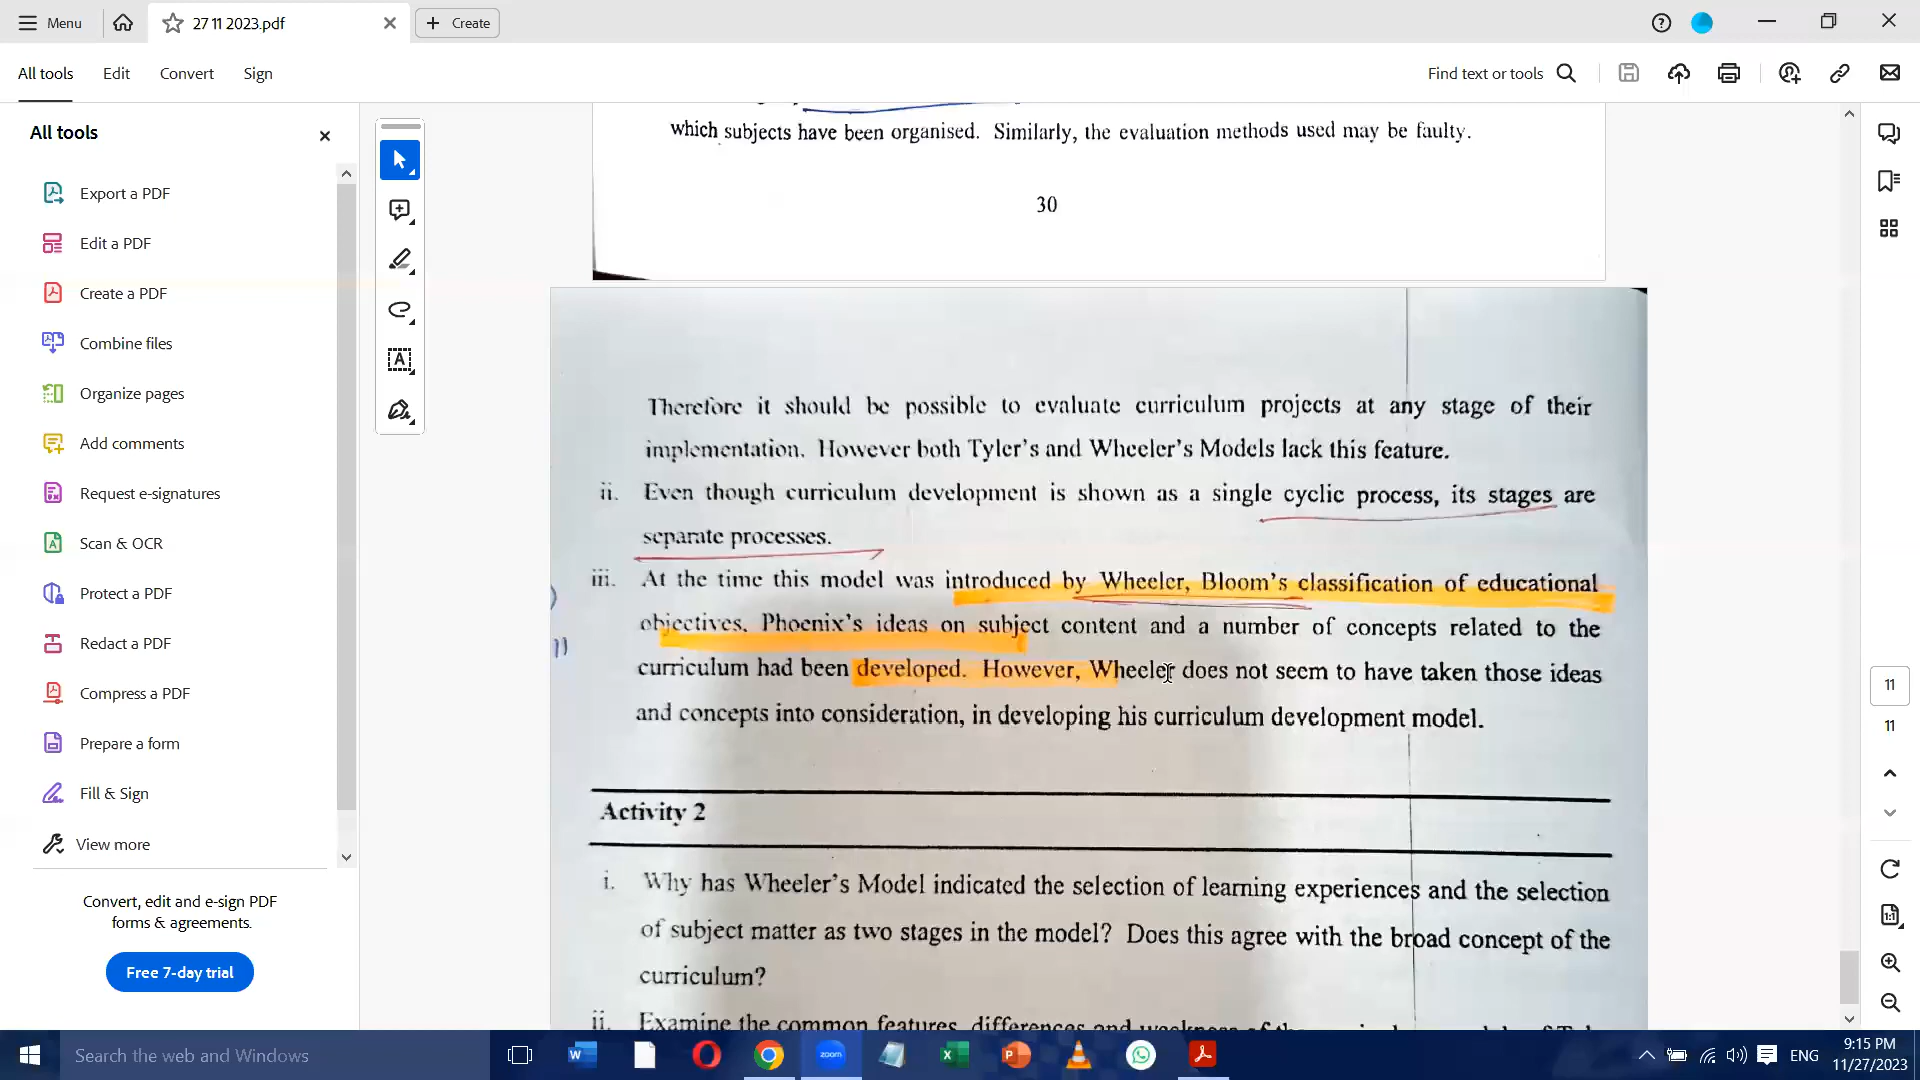 Menu
27 11 2023.pdf
Create
All tools
Edit
Convert
Sign
Find text or tools
All tools
Export a PDF
Edit a PDF
Create a PDF
Combine files
Organize pages
Add comments
Request e-signatures
Scan & OCR
Protect a PDF
Redact a PDF
Compress a PDF
Prepare a form
Fill & Sign
View more
Convert, edit and e-sign PDF
forms & agreements.
Free 7-day trial
which subjects have been organised. Similarly, the evaluation methods used may be faulty.
30
Therefore it should be possible to evaluate curriculum projects at any stage of their
implementation. However both Tyler's and Wheeler's Models lack this feature.
ii. Even though curriculum development is shown as a single cyclic process, its stages are
separate processes.
iii. At the time this model was introduced by Wheeler, Bloom's classification of educational
objectives, Phoenix's ideas on subject content and a number of concepts related to the
curriculum had been developed. However, Wheeler does not seem to have taken those ideas
and concepts into consideration, in developing his curriculum development model.
Activity 2
i. Why has Wheeler's Model indicated the selection of learning experiences and the selection
of subject matter as two stages in the model? Does this agree with the broad concept of the
curriculum?
ii. Examine the common features, differences and weakness of the
11
11
Search the web and Windows
zoom
ENG
9:15 PM
11/27/2023